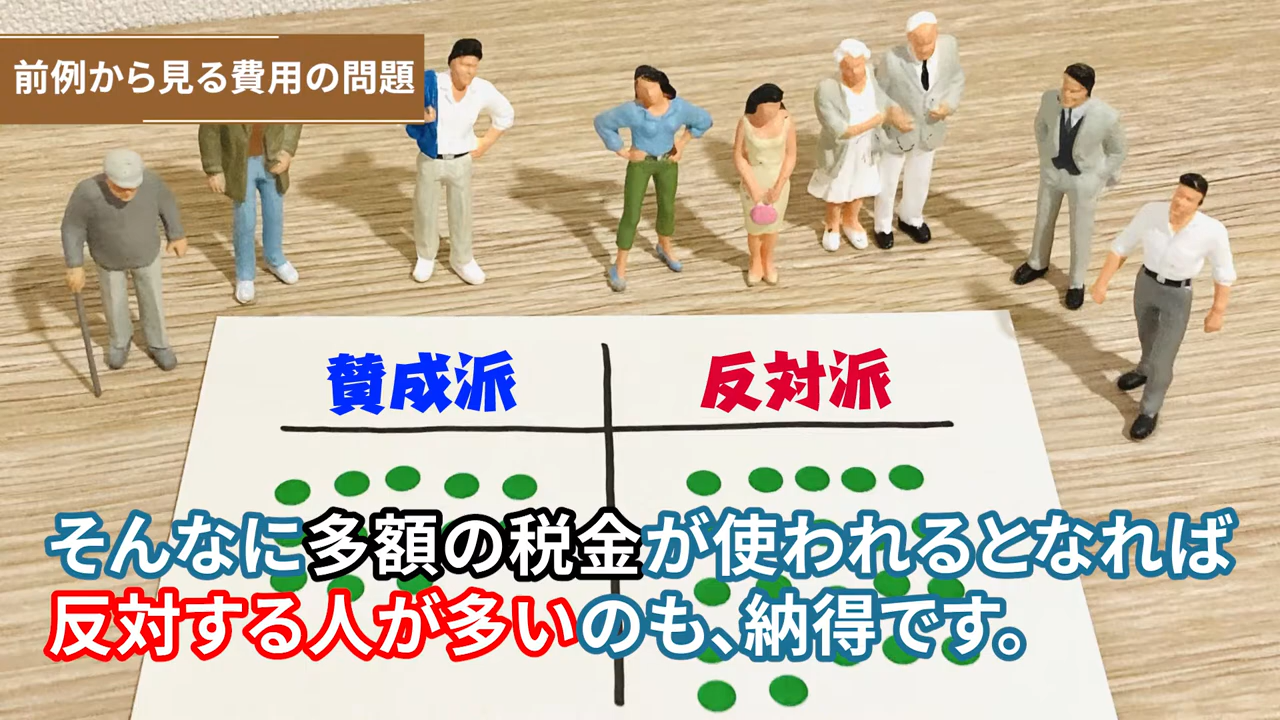 前例から見る費用の問題
賛成派
反対派
そんなに多額の税金が使われるとなれば
反対する人が多いのも、納得です。